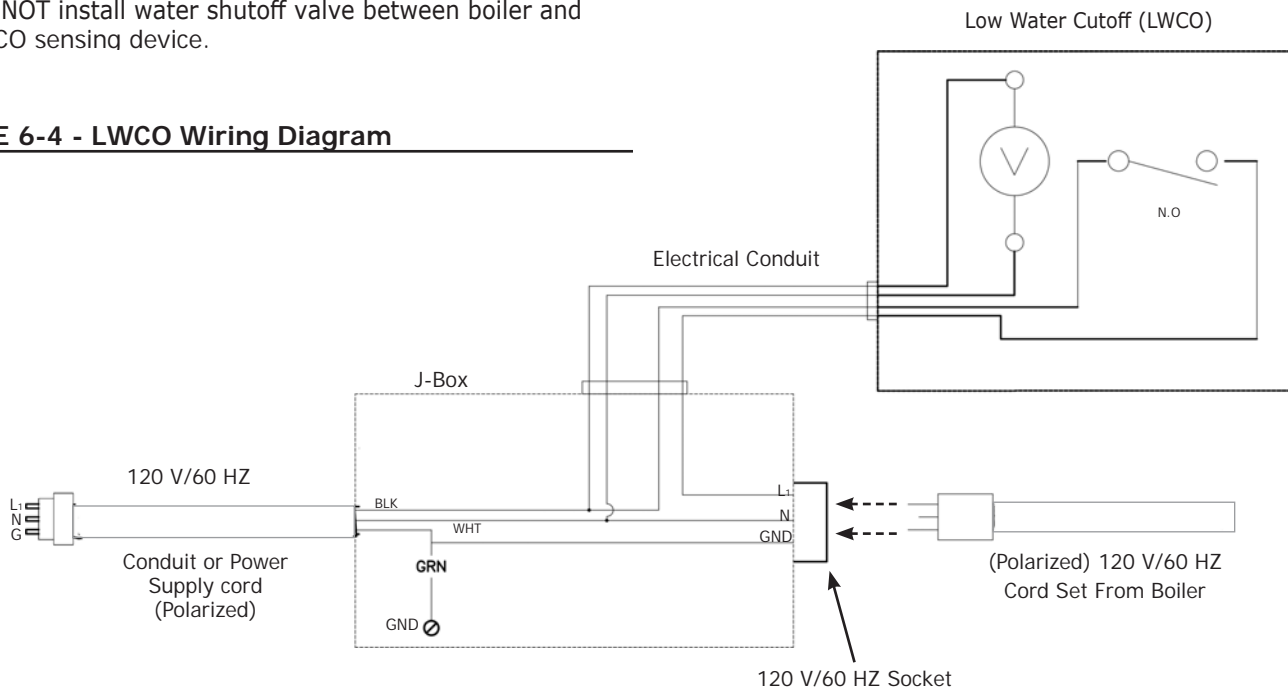 NOT install water shutoff valve between boiler and
CO sensing device.
Low Water Cutoff (LWCO)
E 6-4 - LWCO Wiring Diagram
V
N.O
Electrical Conduit
J-Box
120 V/60 HZ
L1
N
G
BLK
WHT
GRN
GND
L1
N
GND
Conduit or Power
Supply cord
(Polarized)
(Polarized) 120 V/60 HZ
Cord Set From Boiler
120 V/60 HZ Socket